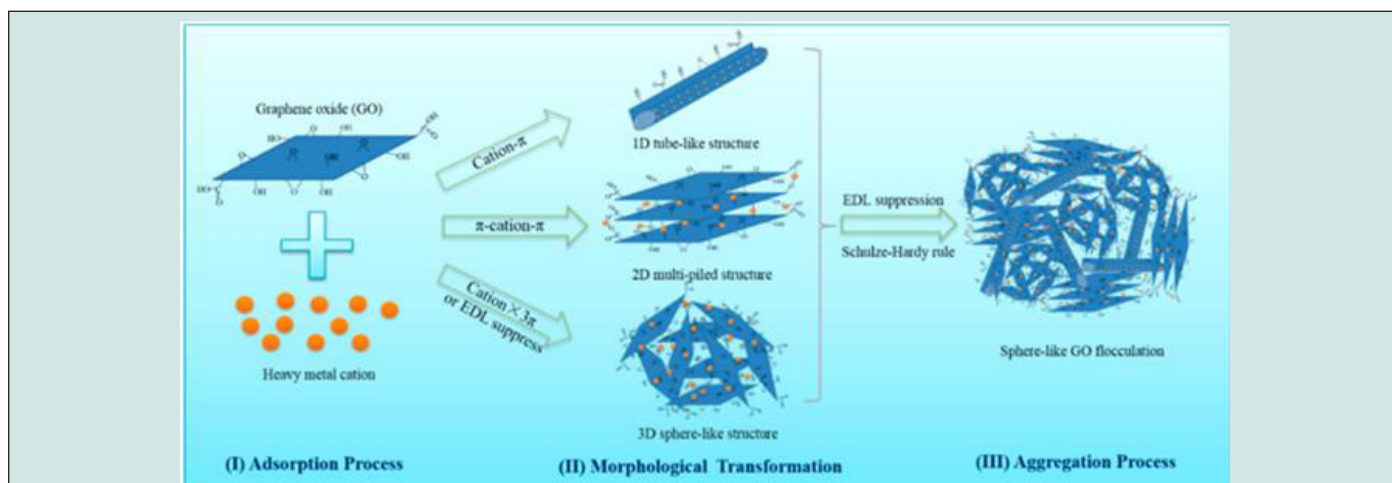 Graphene oxide (GO)
Heavy metal cation
(I) Adsorption Process
Cation-π
π-cation-π
Cation×3π
or EDL suppress
1D tube-like structure
2D multi-piled structure
3D sphere-like structure
(II) Morphological Transformation
EDL suppression
Schulze-Hardy rule
Sphere-like GO flocculation
(III) Aggregation Process